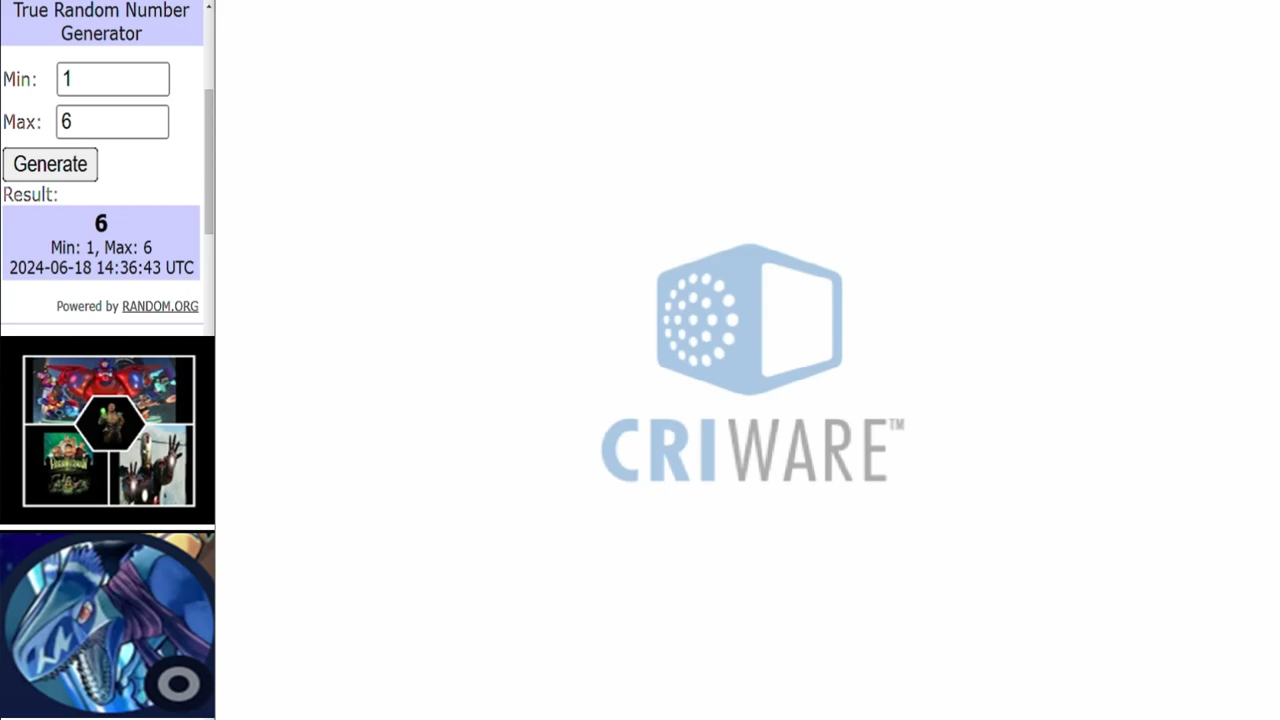 True Random Number
Generator
Min: 1
Max: 6
Generate
Result:
6
Min: 1, Max: 6
2024-06-18 14:36:43 UTC
Powered by RANDOM.ORG
CRIWARE™